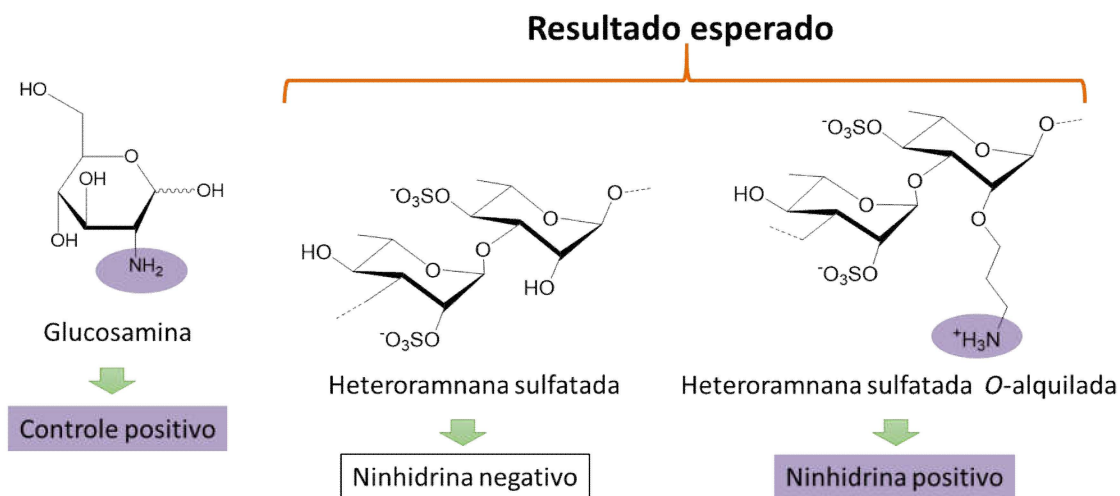 Resultado esperado
HO
O
OH
OH
OH
NH₂
Glucosamina
Controle positivo
⁻O₃SO
O
O
HO
O
O
HO
⁻O₃SO
Heteroramnana sulfatada
Ninhidrina negativo
⁻O₃SO
O
O
HO
O
O
O
⁻O₃SO
⁺H₃N
Heteroramnana sulfatada O-alquilada
Ninhidrina positivo